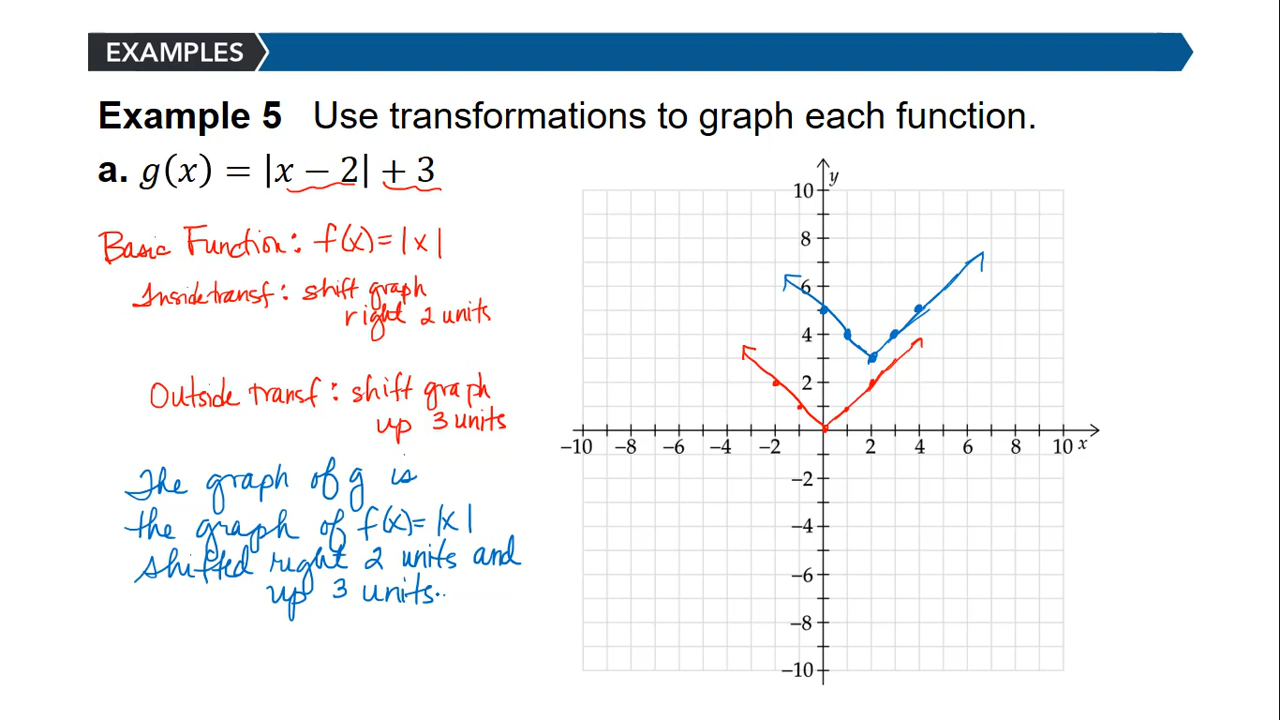 EXAMPLES
Example 5 Use transformations to graph each function.
a. g(x) = |x − 2| + 3
Basic Function: f(x) = |x|
Inside transf: shift graph
right 2 units
Outside transf: shift graph
up 3 units
The graph of g is
the graph of f(x) = |x|
shifted right 2 units and
up 3 units.
y
10
8
6
4
2
−10 −8 −6 −4 −2 2 4 6 8 10 x
−2
−4
−6
−8
−10